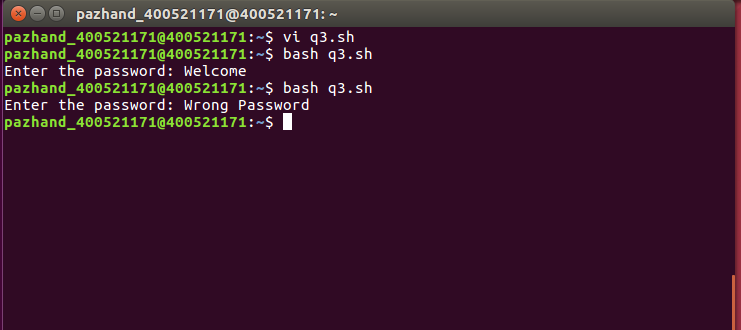 pazhand_400521171@400521171: ~
pazhand_400521171@400521171:~$ vi q3.sh
pazhand_400521171@400521171:~$ bash q3.sh
Enter the password: Welcome
pazhand_400521171@400521171:~$ bash q3.sh
Enter the password: Wrong Password
pazhand_400521171@400521171:~$